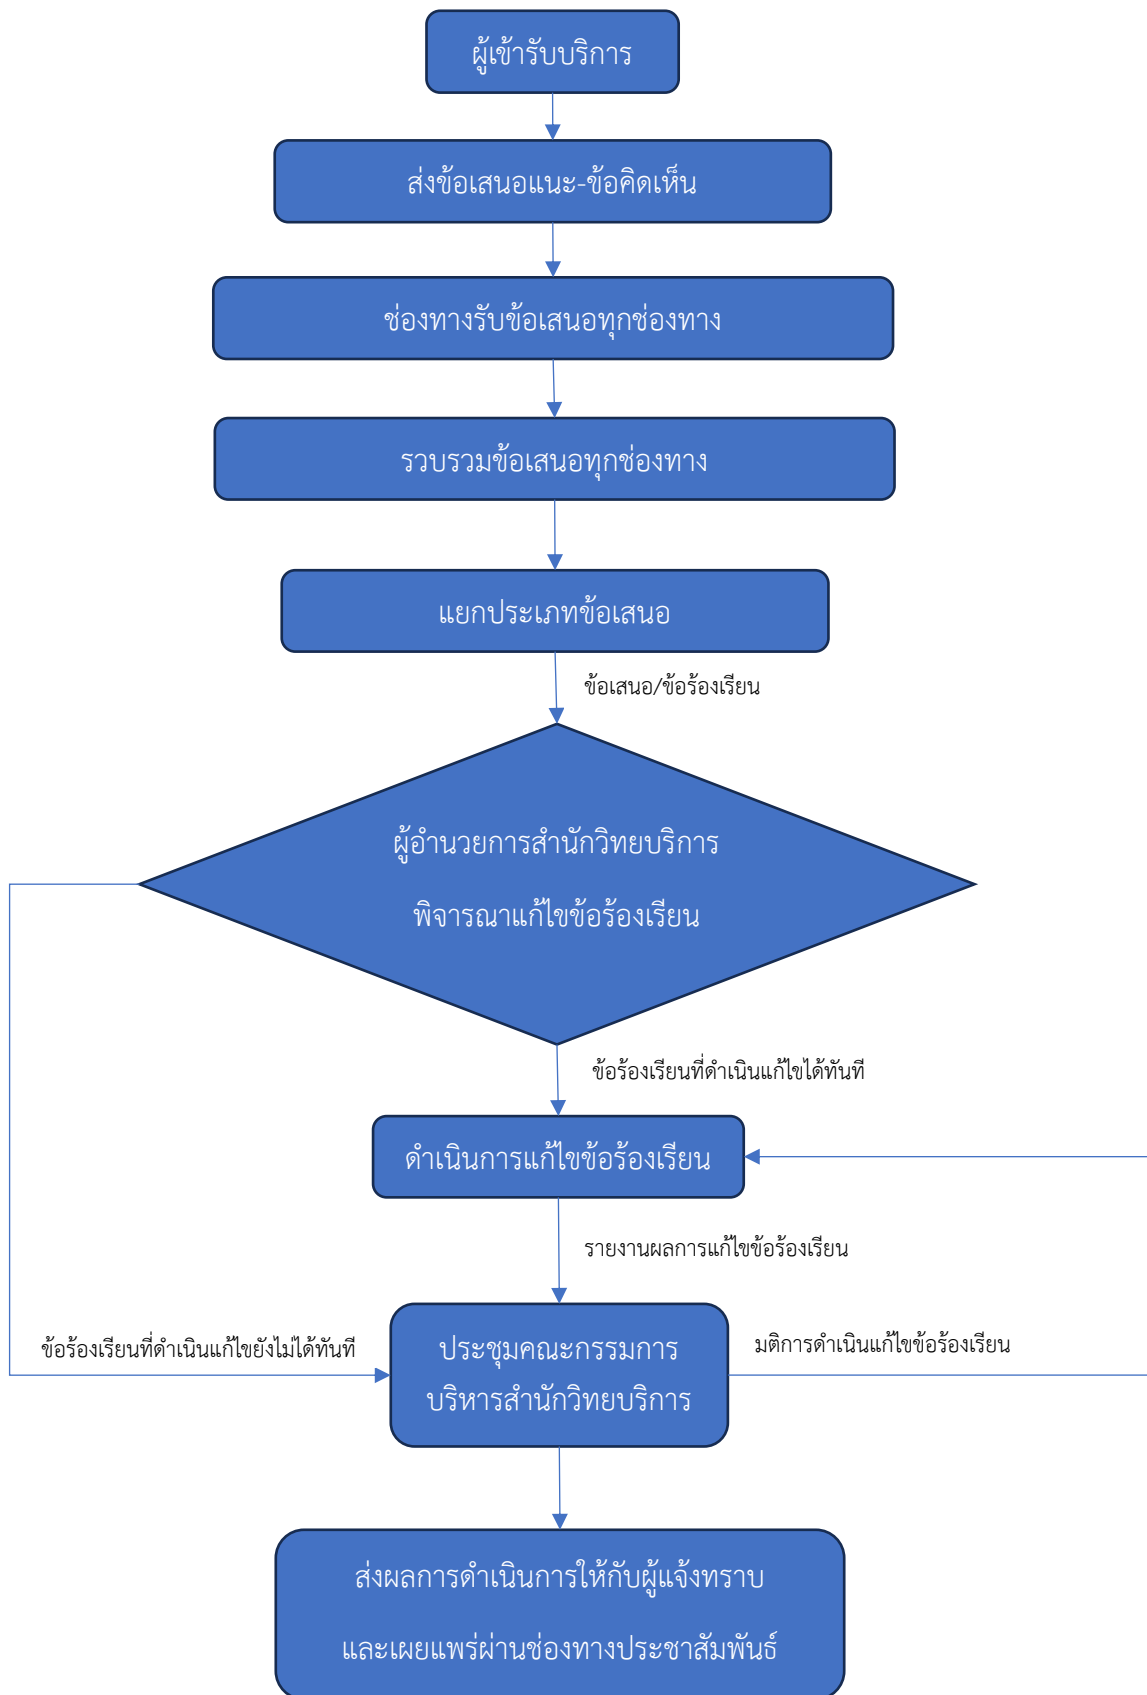 ผู้เข้ารับบริการ
ส่งข้อเสนอแนะ-ข้อคิดเห็น
ช่องทางรับข้อเสนอทุกช่องทาง
รวบรวมข้อเสนอทุกช่องทาง
แยกประเภทข้อเสนอ
ข้อเสนอ/ข้อร้องเรียน
ผู้อำนวยการสำนักวิทยบริการ
พิจารณาแก้ไขข้อร้องเรียน
ข้อร้องเรียนที่ดำเนินแก้ไขได้ทันที
ดำเนินการแก้ไขข้อร้องเรียน
รายงานผลการแก้ไขข้อร้องเรียน
ข้อร้องเรียนที่ดำเนินแก้ไขยังไม่ได้ทันที
ประชุมคณะกรรมการ
บริหารสำนักวิทยบริการ
มติการดำเนินแก้ไขข้อร้องเรียน
ส่งผลการดำเนินการให้กับผู้แจ้งทราบ
และเผยแพร่ผ่านช่องทางประชาสัมพันธ์